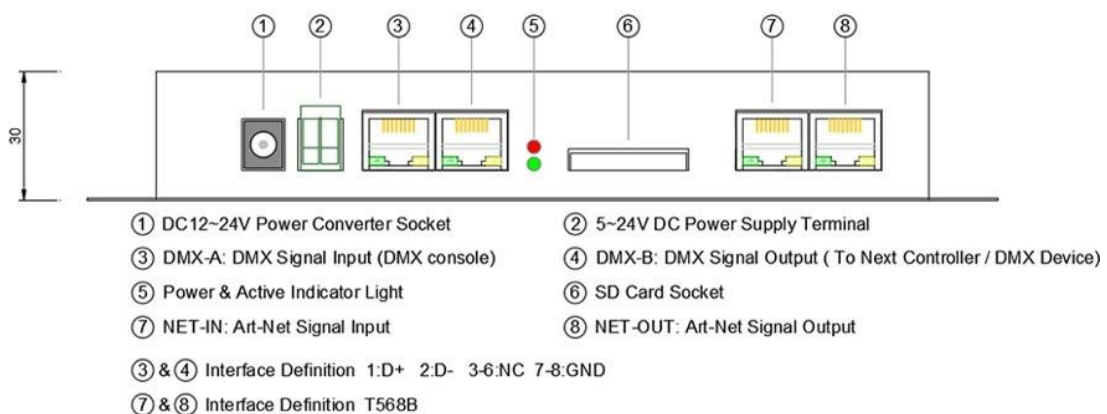 ① ② ③ ④ ⑤ ⑥ ⑦ ⑧
30
① DC12~24V Power Converter Socket ② 5~24V DC Power Supply Terminal
③ DMX-A: DMX Signal Input (DMX console) ④ DMX-B: DMX Signal Output ( To Next Controller / DMX Device)
⑤ Power & Active Indicator Light ⑥ SD Card Socket
⑦ NET-IN: Art-Net Signal Input ⑧ NET-OUT: Art-Net Signal Output
③ & ④ Interface Definition 1:D+ 2:D- 3-6:NC 7-8:GND
⑦ & ⑧ Interface Definition T568B